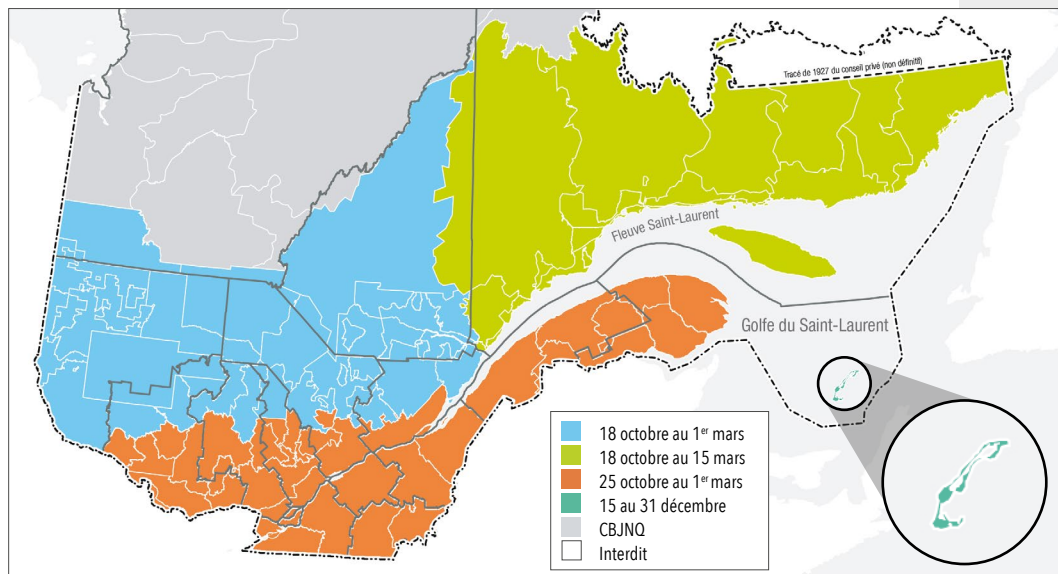 Tracé de 1927 du conseil privé (non définitif)
Fleuve Saint-Laurent
Golfe du Saint-Laurent
18 octobre au 1er mars
18 octobre au 15 mars
25 octobre au 1er mars
15 au 31 décembre
CBJNQ
Interdit